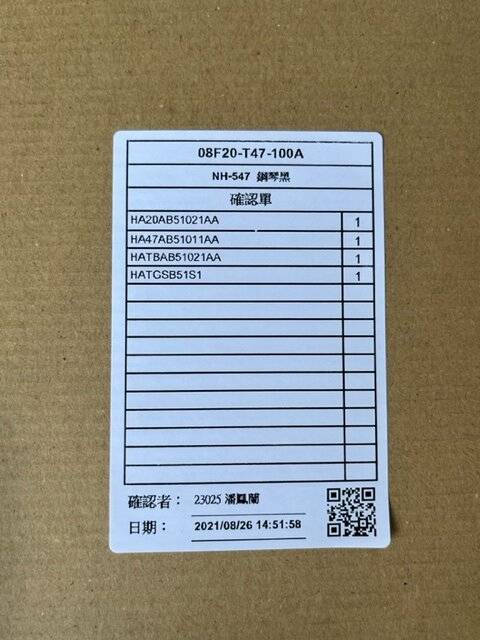 08F20-T47-100A
NH-547 鋼琴黑
確認單
HA20AB51021AA 1
HA47AB51011AA 1
HATBAB51021AA 1
HATGSB51S1 1
確認者： 23025 潘鳳蘭
日期： 2021/08/26 14:51:58